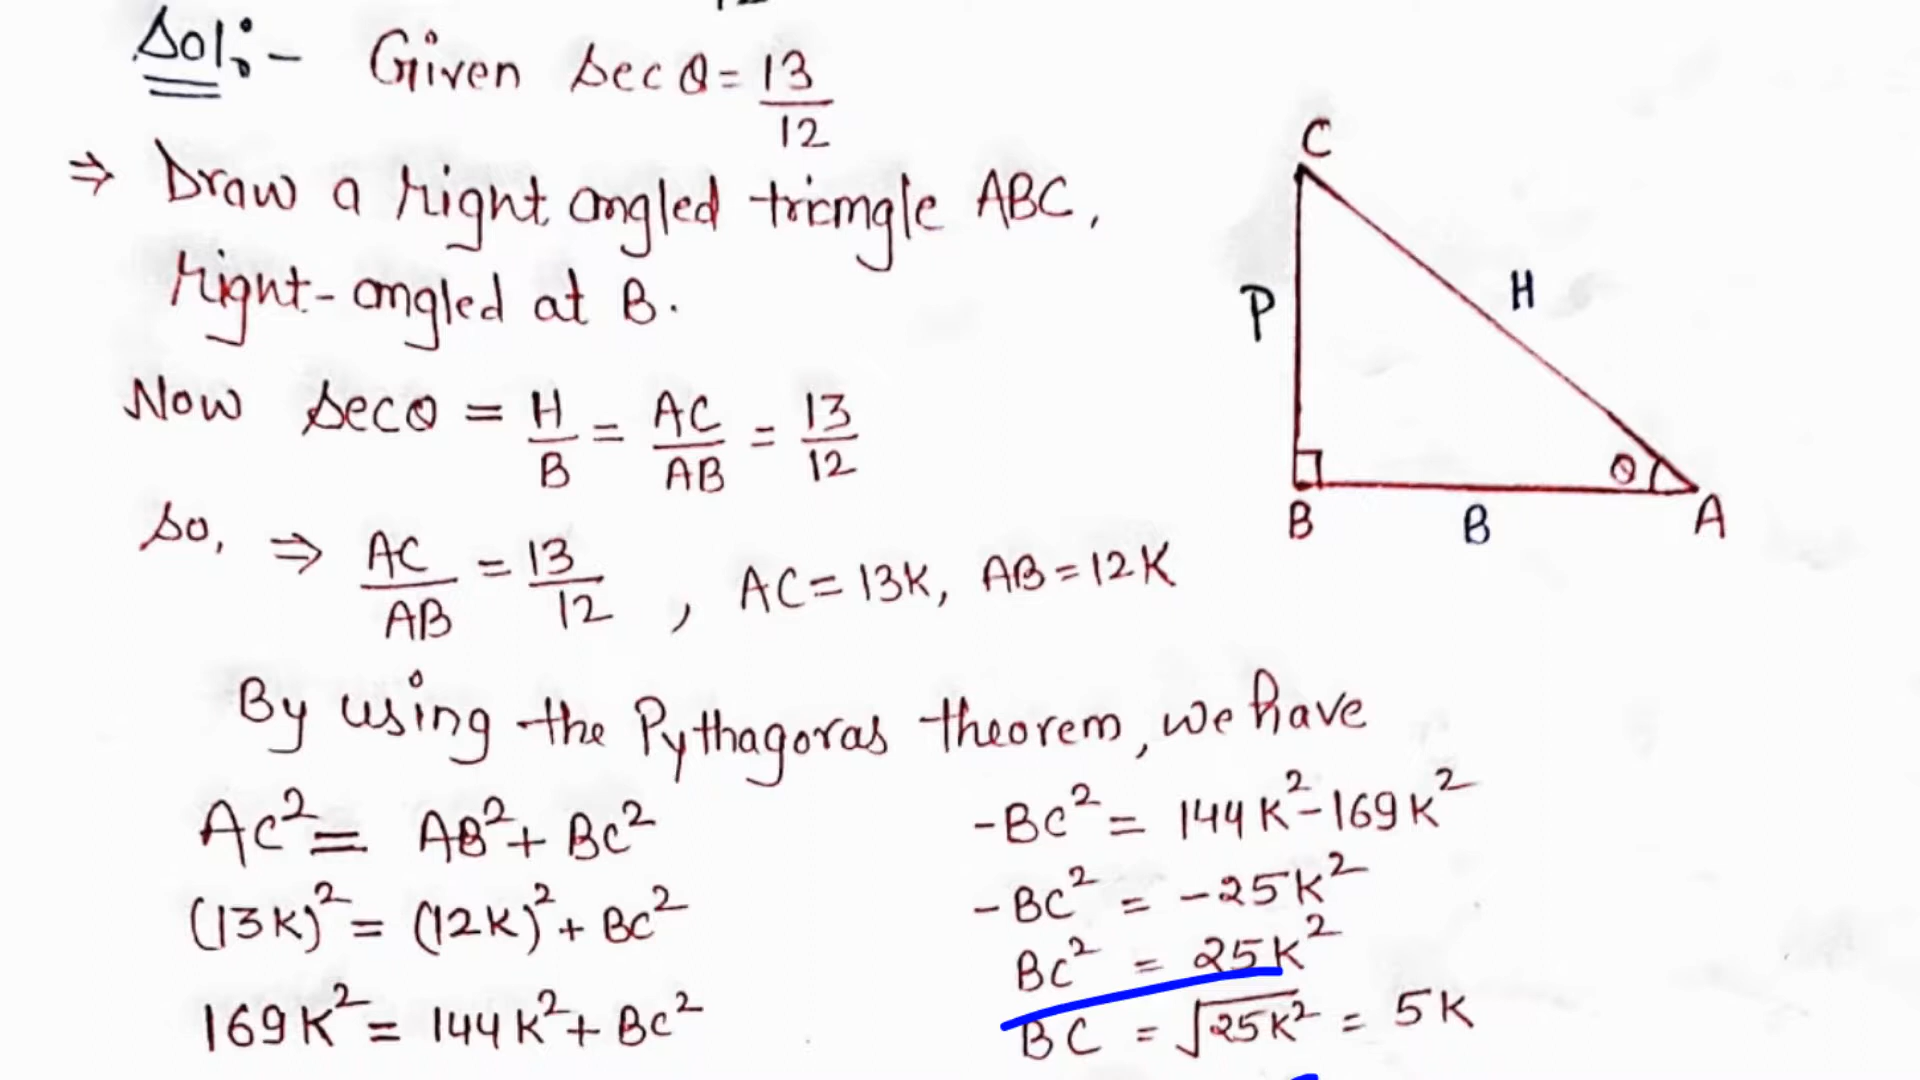 Sol:- Given Sec θ = 13/12
⇒ Draw a right angled triangle ABC,
right-angled at B.
Now Sec θ = H/B = AC/AB = 13/12
So, ⇒ AC/AB = 13/12 , AC = 13K, AB = 12K
By using the Pythagoras theorem, we have
AC² = AB² + BC²
(13K)² = (12K)² + BC²
169K² = 144K² + BC²
-BC² = 144K² - 169K²
-BC² = -25K²
BC² = 25K²
BC = √25K² = 5K
C
P
H
θ
B
B
A